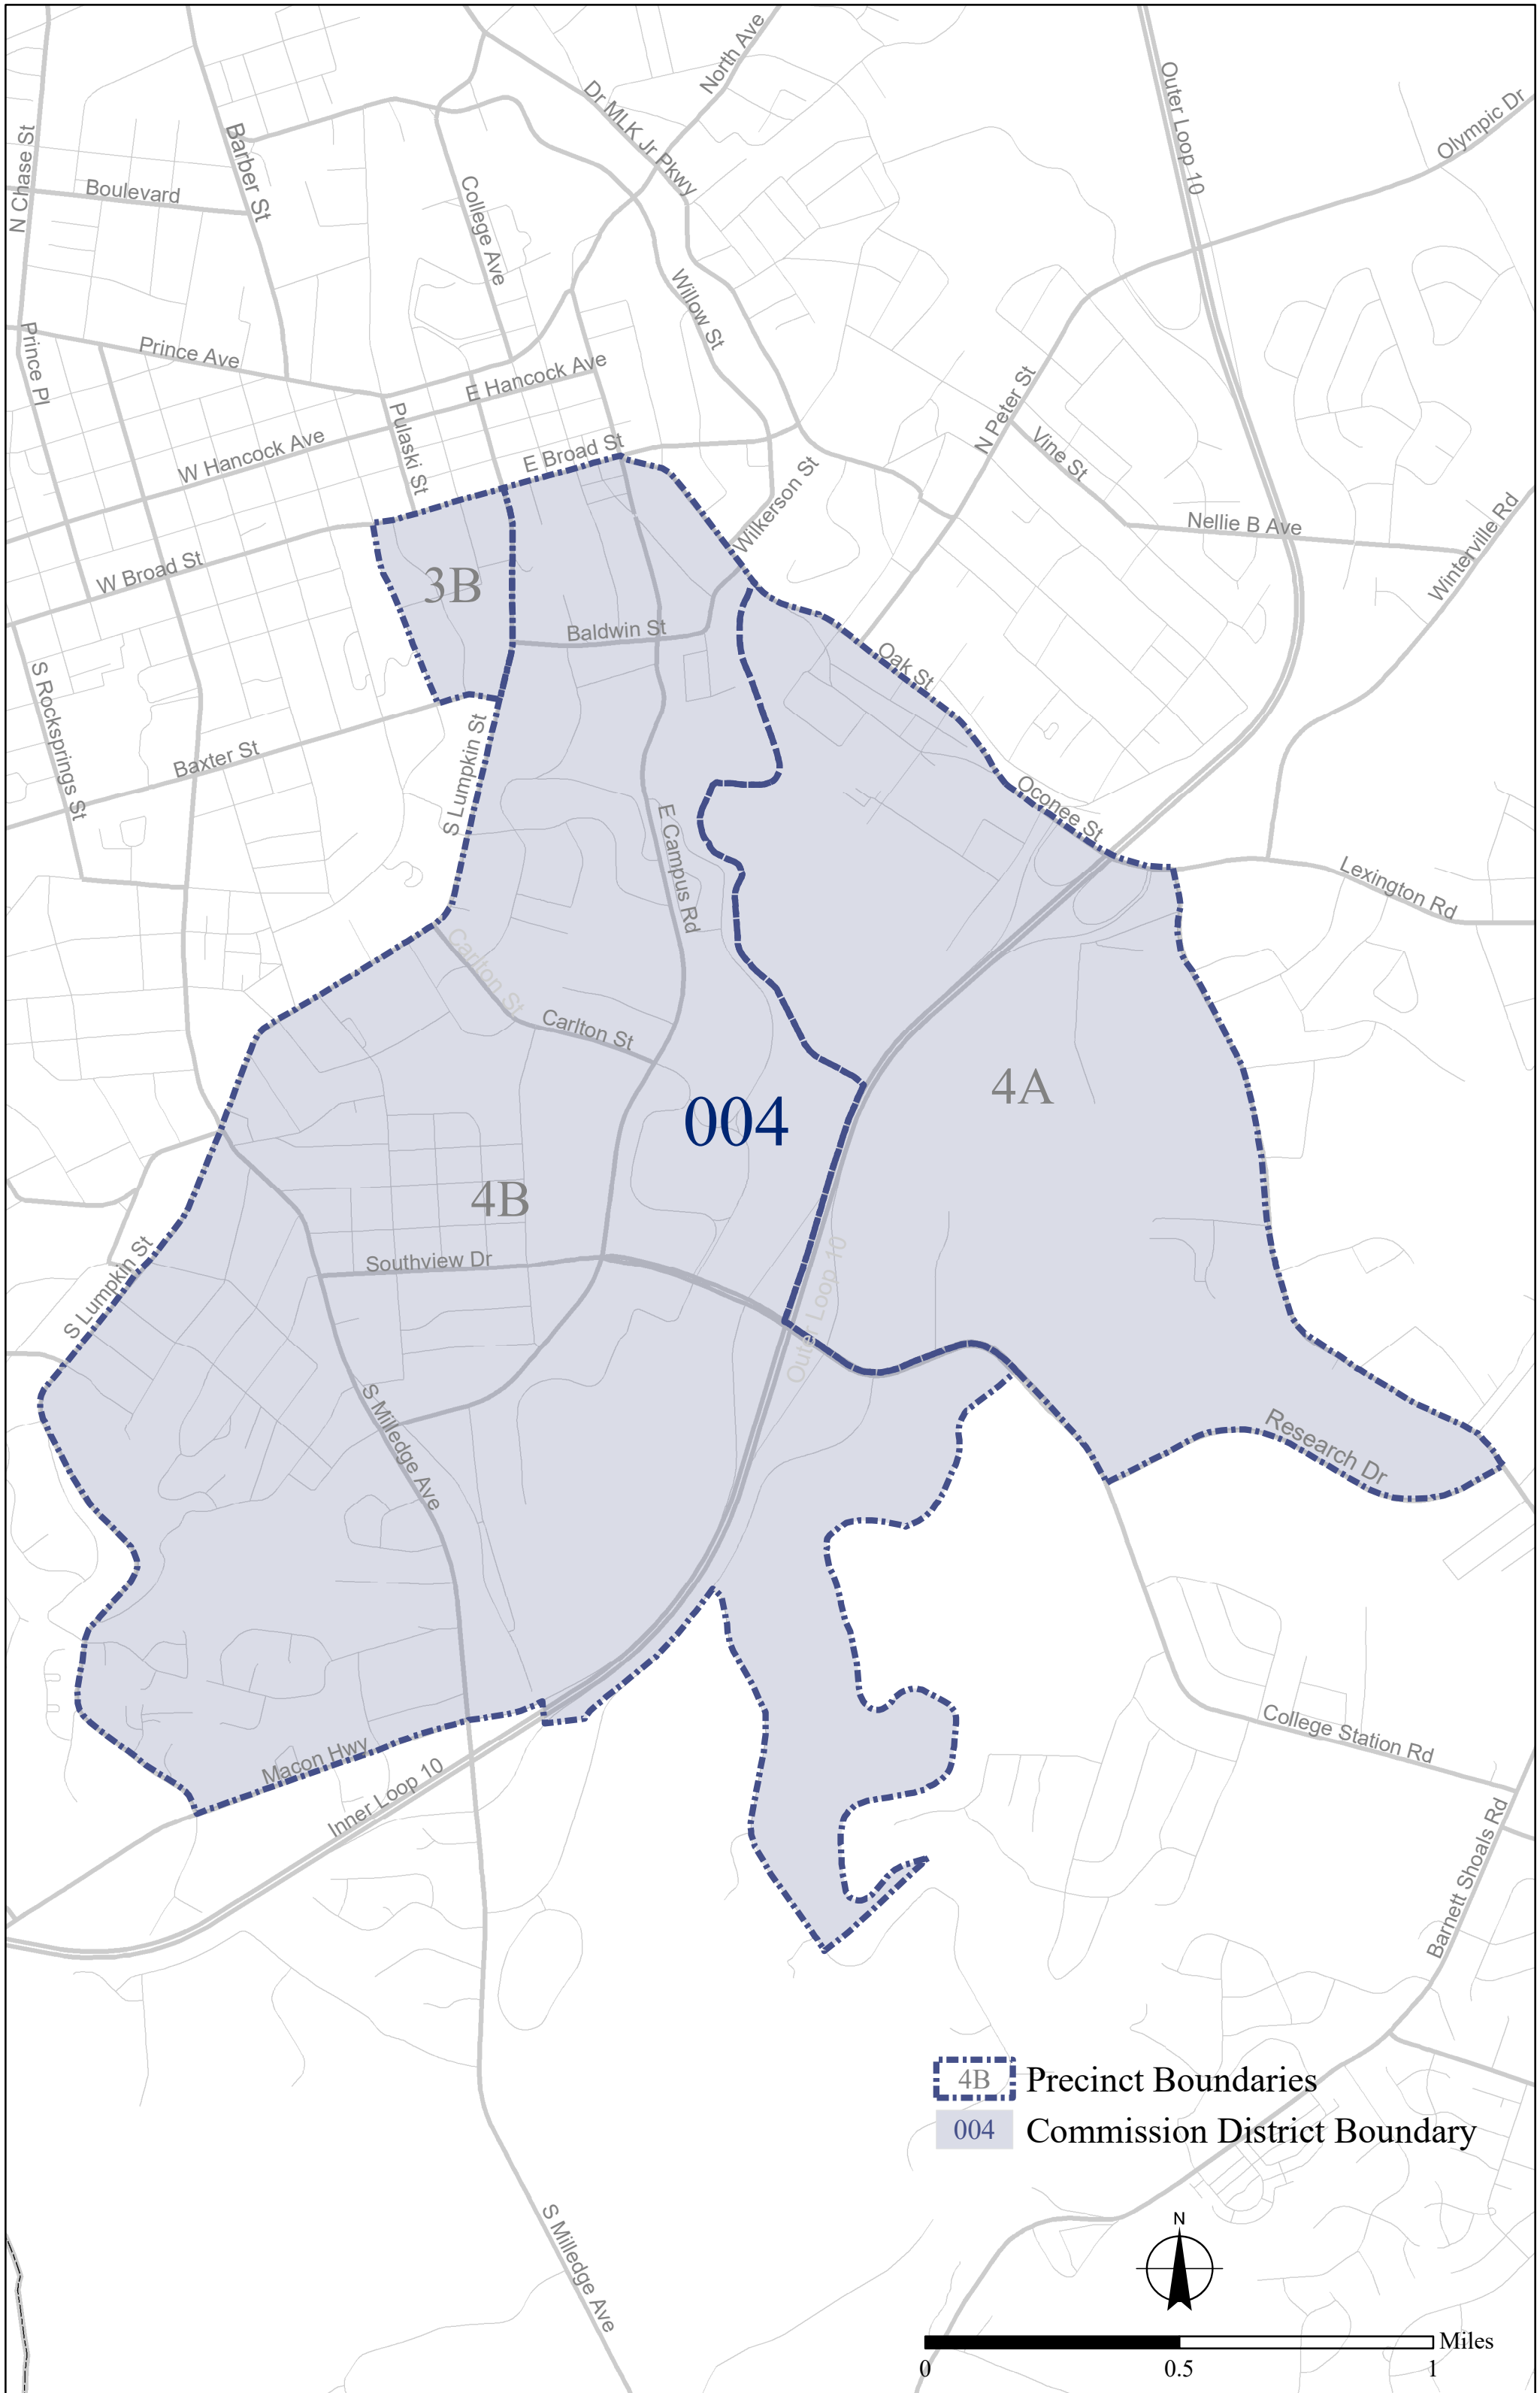 North Ave
Dr MLK Jr Pkwy
Outer Loop 10
Olympic Dr
N Chase St
Barber St
Boulevard
College Ave
Willow St
Prince Pl
Prince Ave
E Hancock Ave
N Peter St
Pulaski St
W Hancock Ave
E Broad St
Vine St
Wilkerson St
Nellie B Ave
Winterville Rd
W Broad St
3B
Baldwin St
Oak St
S Rocksprings St
Baxter St
S Lumpkin St
Oconee St
E Campus Rd
Lexington Rd
Carlton St
Carlton St
004
4A
4B
Southview Dr
Outer Loop 10
S Lumpkin St
S Milledge Ave
Research Dr
College Station Rd
Macon Hwy
Inner Loop 10
Barnett Shoals Rd
4B Precinct Boundaries
004 Commission District Boundary
S Milledge Ave
N
Miles
0 0.5 1